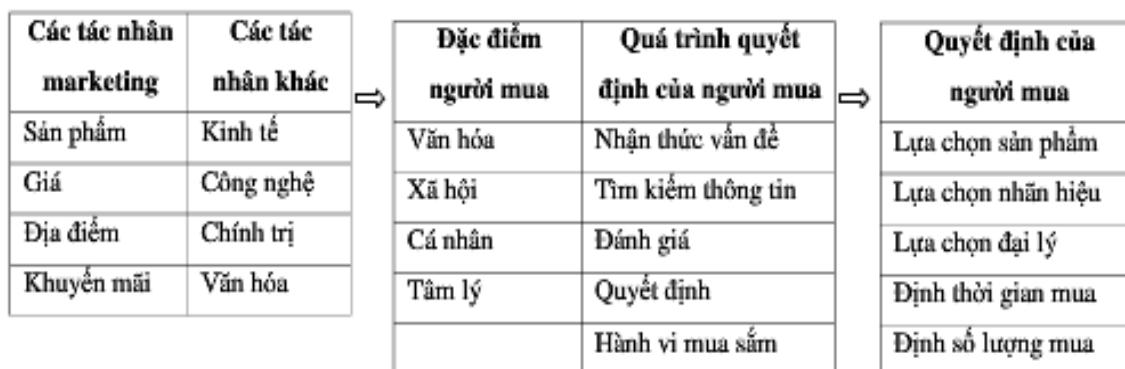 Các tác nhân marketing
Các tác nhân khác
Sản phẩm
Kinh tế
Giá
Công nghệ
Địa điểm
Chính trị
Khuyến mãi
Văn hóa
⇨
Đặc điểm người mua
Quá trình quyết định của người mua
Văn hóa
Nhận thức vấn đề
Xã hội
Tìm kiếm thông tin
Cá nhân
Đánh giá
Tâm lý
Quyết định
Hành vi mua sắm
⇨
Quyết định của người mua
Lựa chọn sản phẩm
Lựa chọn nhãn hiệu
Lựa chọn đại lý
Định thời gian mua
Định số lượng mua